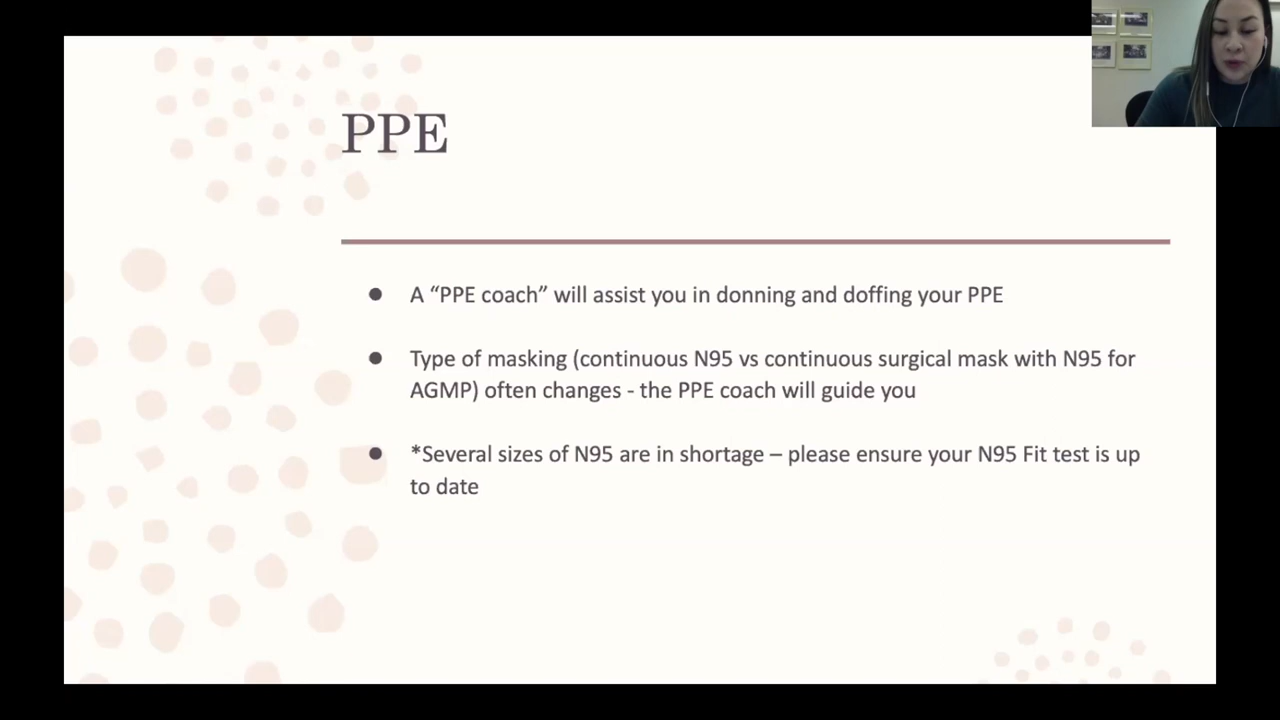 PPE
● A “PPE coach” will assist you in donning and doffing your PPE
● Type of masking (continuous N95 vs continuous surgical mask with N95 for
AGMP) often changes - the PPE coach will guide you
● *Several sizes of N95 are in shortage – please ensure your N95 Fit test is up
to date